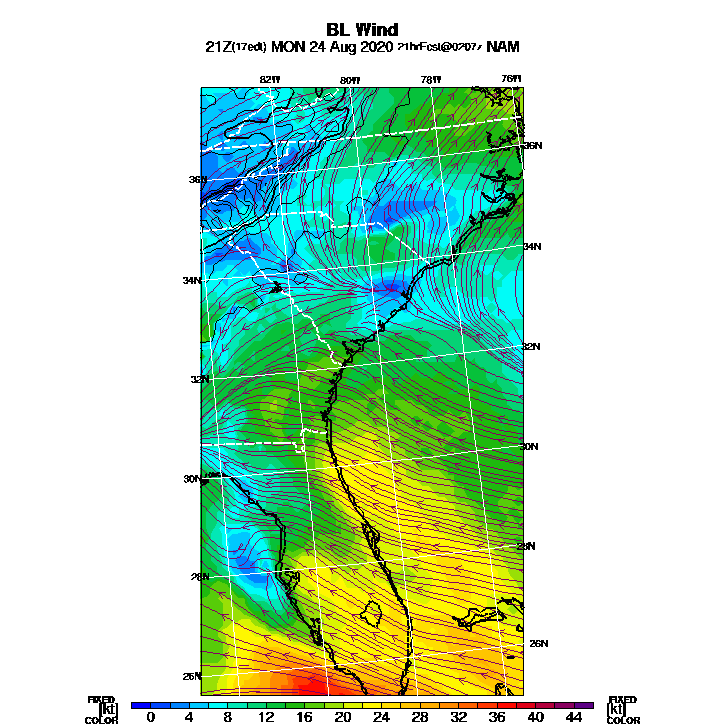 BL Wind
21Z(17edt) MON 24 Aug 2020 21hrFcst@0207z NAM
82W 80W 78W 76W
36N
36N
34N
34N
32N
32N
30N
30N
28N
28N
26N
26N
FIXED FIXED
[kt] 0 4 8 12 16 20 24 28 32 36 40 44 [kt]
COLOR COLOR